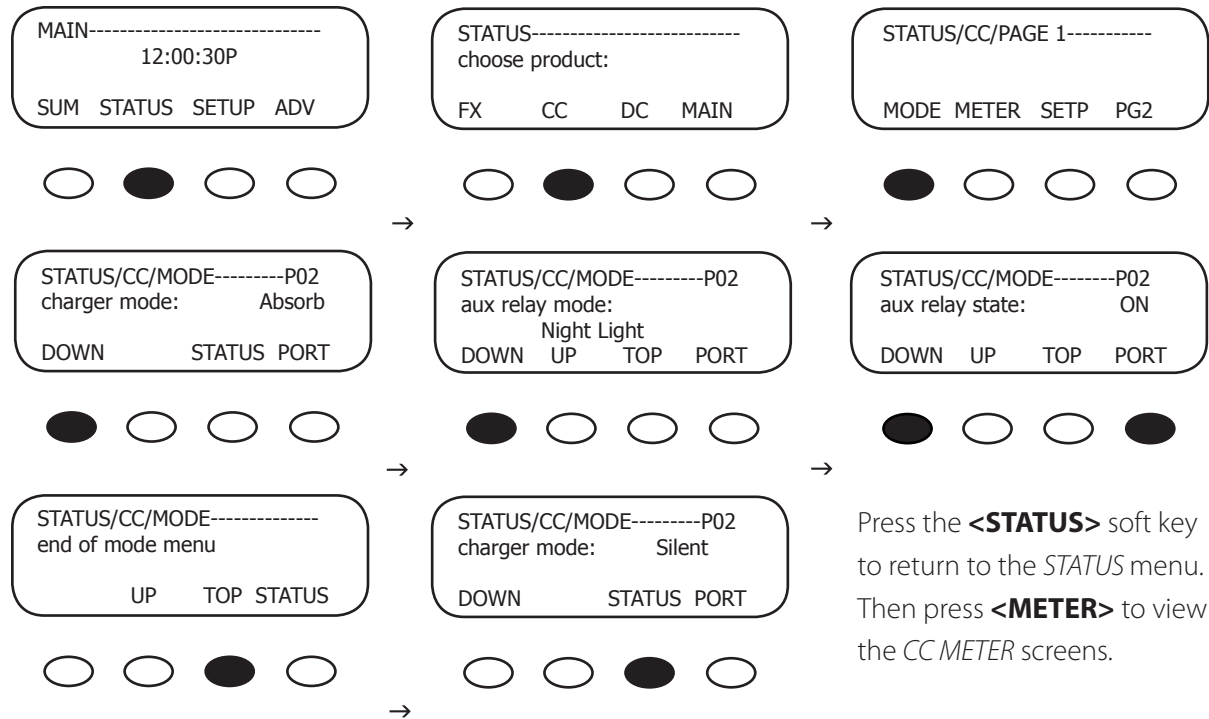 MAIN------------------------------
12:00:30P
SUM STATUS SETUP ADV
STATUS---------------------------
choose product:
FX CC DC MAIN
STATUS/CC/PAGE 1-----------
MODE METER SETP PG2
→
→
STATUS/CC/MODE---------P02
charger mode: Absorb
DOWN STATUS PORT
STATUS/CC/MODE---------P02
aux relay mode:
Night Light
DOWN UP TOP PORT
STATUS/CC/MODE--------P02
aux relay state: ON
DOWN UP TOP PORT
→
→
STATUS/CC/MODE--------------
end of mode menu
UP TOP STATUS
STATUS/CC/MODE---------P02
charger mode: Silent
DOWN STATUS PORT
Press the <STATUS> soft key
to return to the STATUS menu.
Then press <METER> to view
the CC METER screens.
→